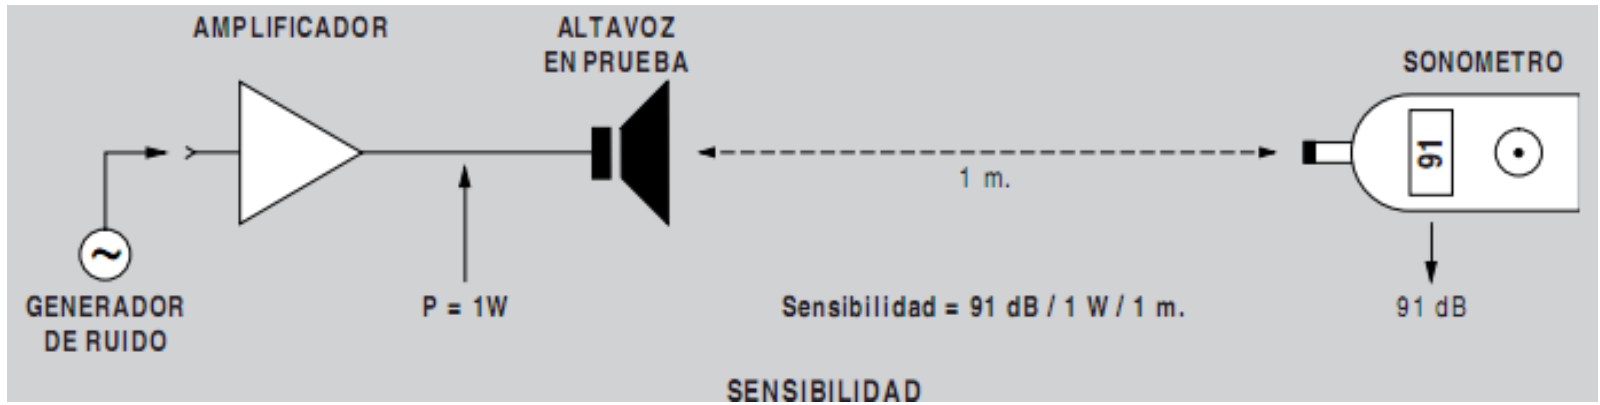 AMPLIFICADOR
ALTAVOZ
EN PRUEBA
SONOMETRO
91
1 m.
GENERADOR
DE RUIDO
P = 1W
Sensibilidad = 91 dB / 1 W / 1 m.
91 dB
SENSIBILIDAD